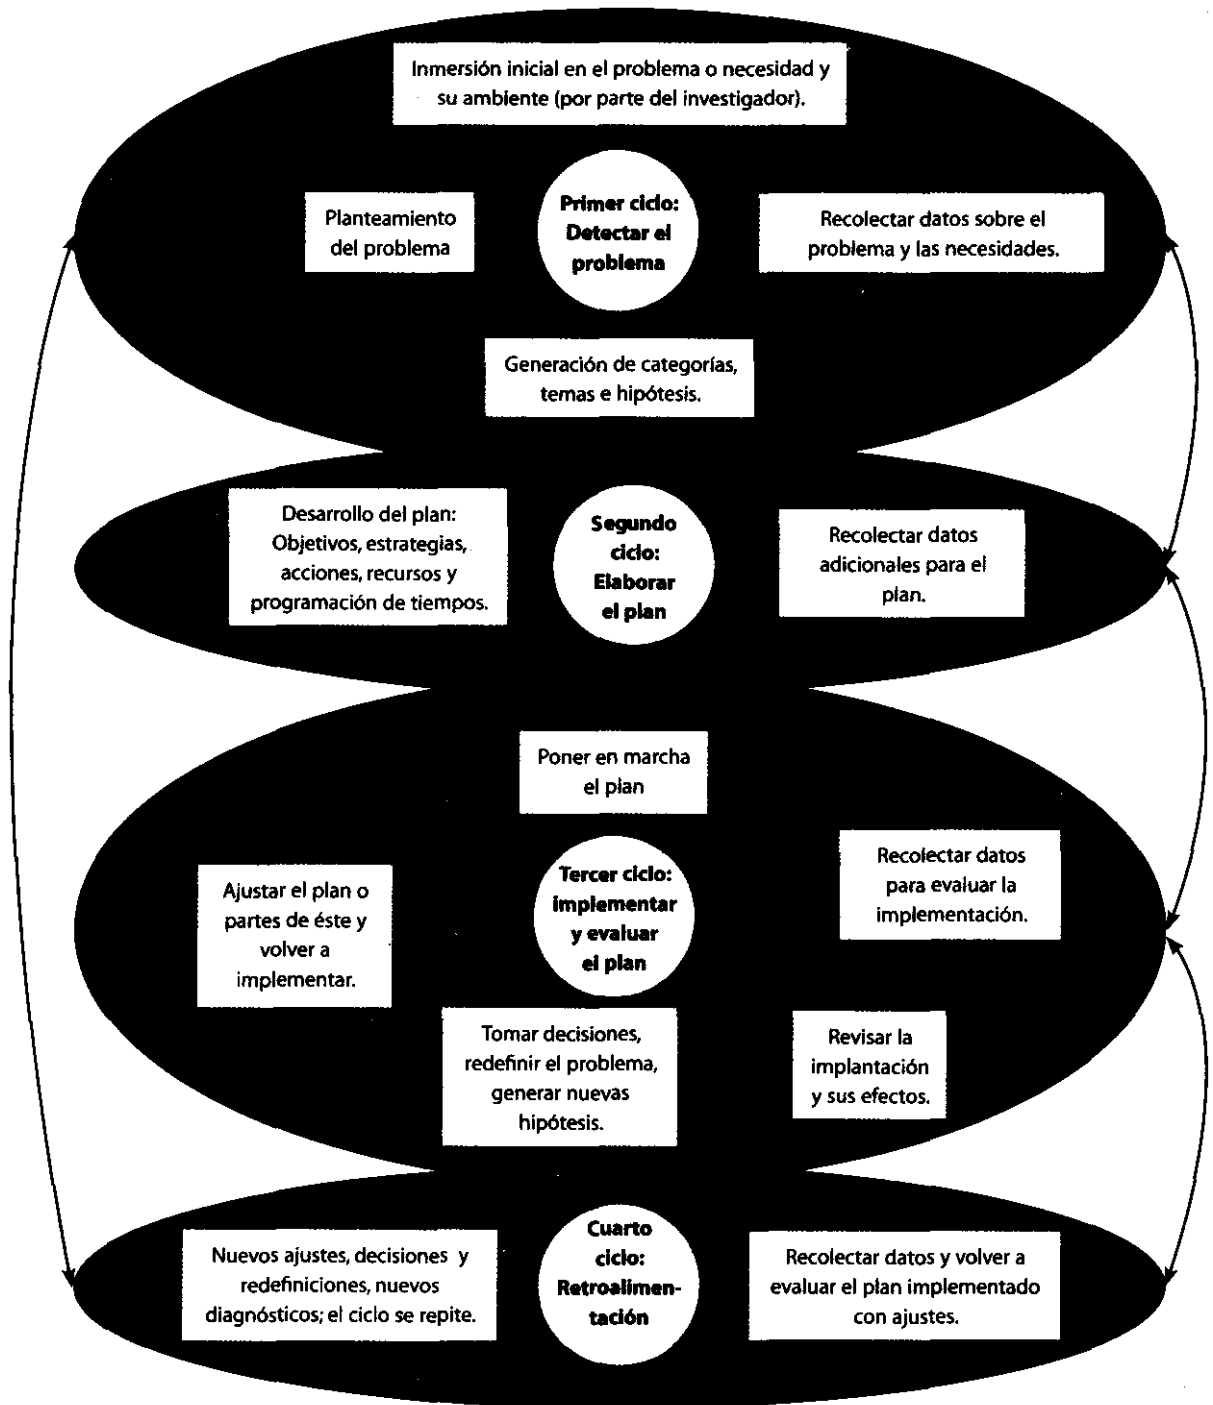 Inmersión inicial en el problema o necesidad y
su ambiente (por parte del investigador).
Planteamiento
del problema
Primer ciclo:
Detectar el
problema
Recolectar datos sobre el
problema y las necesidades.
Generación de categorías,
temas e hipótesis.
Desarrollo del plan:
Objetivos, estrategias,
acciones, recursos y
programación de tiempos.
Segundo
ciclo:
Elaborar
el plan
Recolectar datos
adicionales para el
plan.
Poner en marcha
el plan
Ajustar el plan o
partes de éste y
volver a
implementar.
Tercer ciclo:
implementar
y evaluar
el plan
Recolectar datos
para evaluar la
implementación.
Tomar decisiones,
redefinir el problema,
generar nuevas
hipótesis.
Revisar la
implantación
y sus efectos.
Nuevos ajustes, decisiones y
redefiniciones, nuevos
diagnósticos; el ciclo se repite.
Cuarto
ciclo:
Retroalimen-
tación
Recolectar datos y volver a
evaluar el plan implementado
con ajustes.